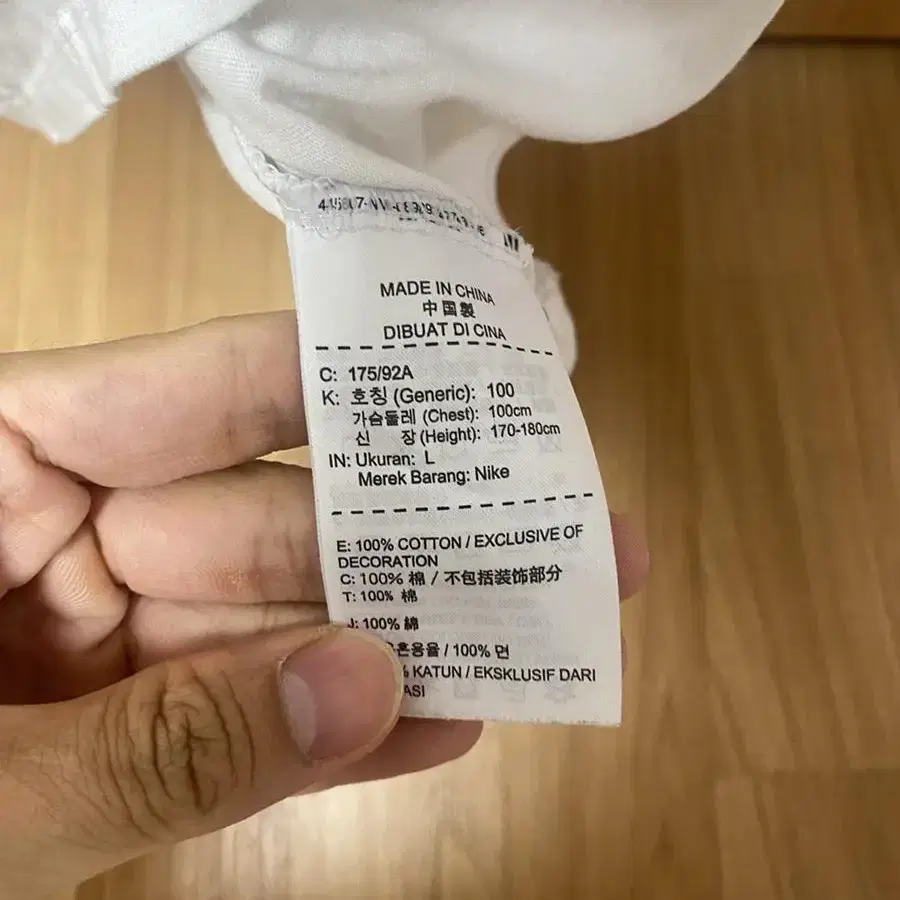 MADE IN CHINA
中国製
DIBUAT DI CINA
C: 175/92A
K: 호칭 (Generic): 100
가슴둘레 (Chest): 100cm
신 장 (Height): 170-180cm
IN: Ukuran: L
Merek Barang: Nike
E: 100% COTTON / EXCLUSIVE OF
DECORATION
C: 100% 棉 / 不包括装饰部分
T: 100% 棉
J: 100% 綿
혼용율 / 100% 면
% KATUN / EKSKLUSIF DARI